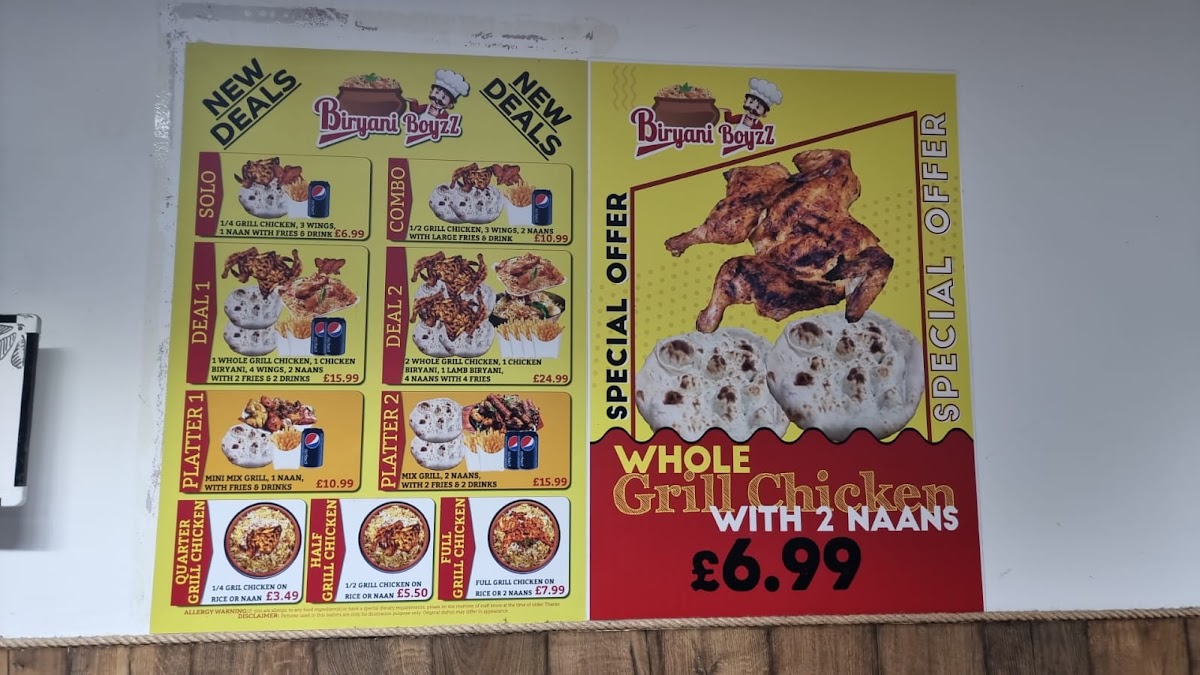 NEW
DEALS
Biryani Boyzz
NEW
DEALS
SOLO
1/4 GRILL CHICKEN, 3 WINGS,
1 NAAN WITH FRIES & DRINK £6.99
COMBO
1/2 GRILL CHICKEN, 3 WINGS, 2 NAANS
WITH LARGE FRIES & DRINK £10.99
DEAL 1
1 WHOLE GRILL CHICKEN, 1 CHICKEN
BIRYANI, 4 WINGS, 2 NAANS
WITH 2 FRIES & 2 DRINKS £15.99
DEAL 2
2 WHOLE GRILL CHICKEN, 1 CHICKEN
BIRYANI, 1 LAMB BIRYANI,
4 NAANS WITH 4 FRIES £24.99
PLATTER 1
MINI MIX GRILL, 1 NAAN,
WITH FRIES & DRINKS £10.99
PLATTER 2
MIX GRILL, 2 NAANS,
WITH 2 FRIES & 2 DRINKS £15.99
QUARTER
GRILL CHICKEN
1/4 GRIL CHICKEN ON
RICE OR NAAN £3.49
HALF
GRILL CHICKEN
1/2 GRILL CHICKEN ON
RICE OR NAAN £5.50
FULL
GRILL CHICKEN
FULL GRILL CHICKEN ON
RICE OR 2 NAANS £7.99
ALLERGY WARNING:
DISCLAIMER:
Biryani Boyzz
SPECIAL OFFER
SPECIAL OFFER
WHOLE
Grill Chicken
WITH 2 NAANS
£6.99